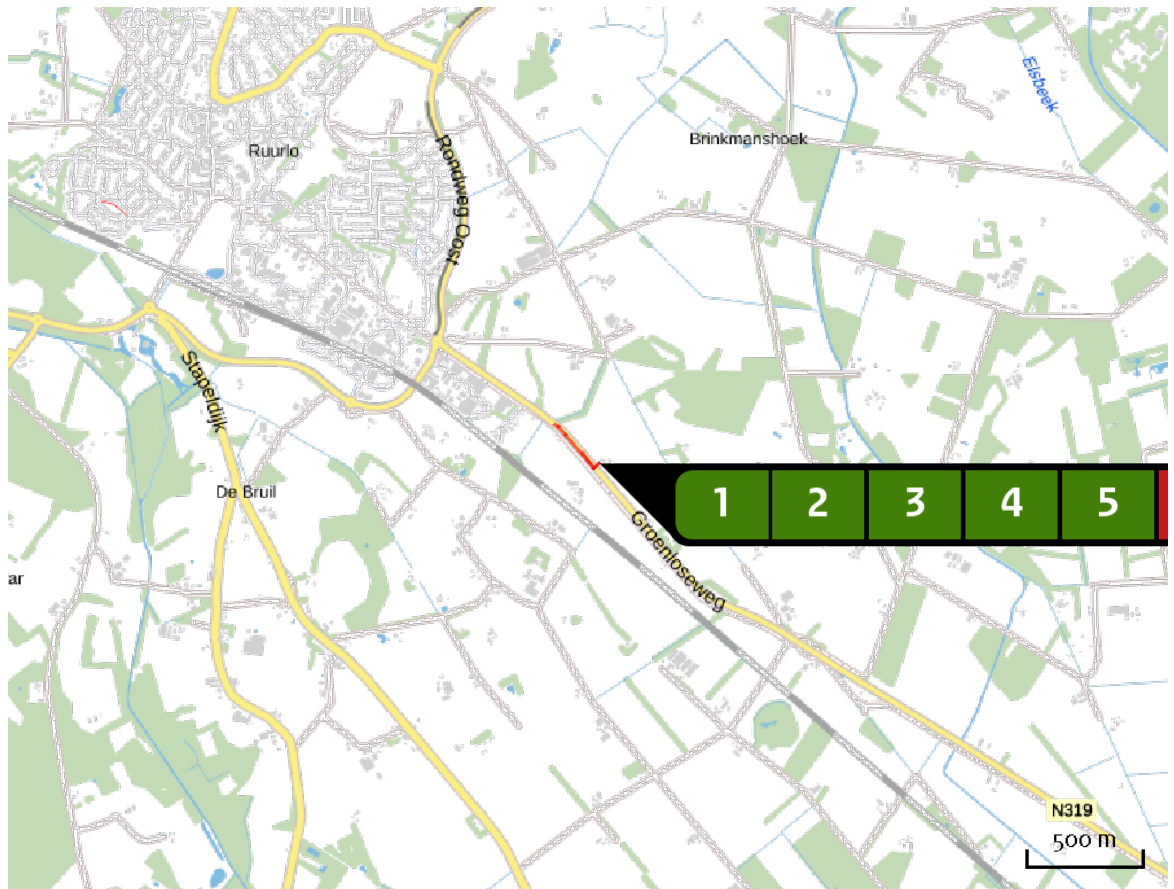 Elsbeek
Brinkmanshoek
Ruurlo
Rondweg Oost
Stapeldijk
De Bruil
1 2 3 4 5
Groenloseweg
ar
N319
500 m